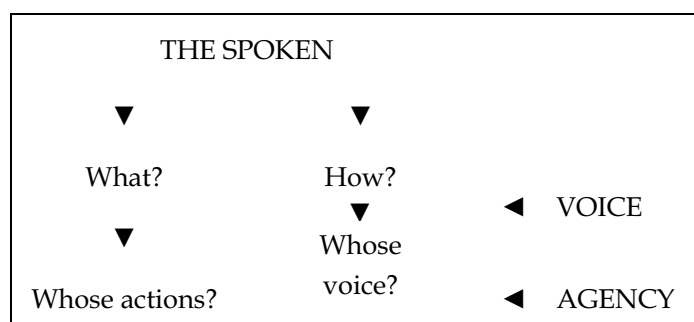 THE SPOKEN
▼ ▼
What? How?
◄ VOICE
▼ ▼
Whose
voice?
Whose actions? ◄ AGENCY